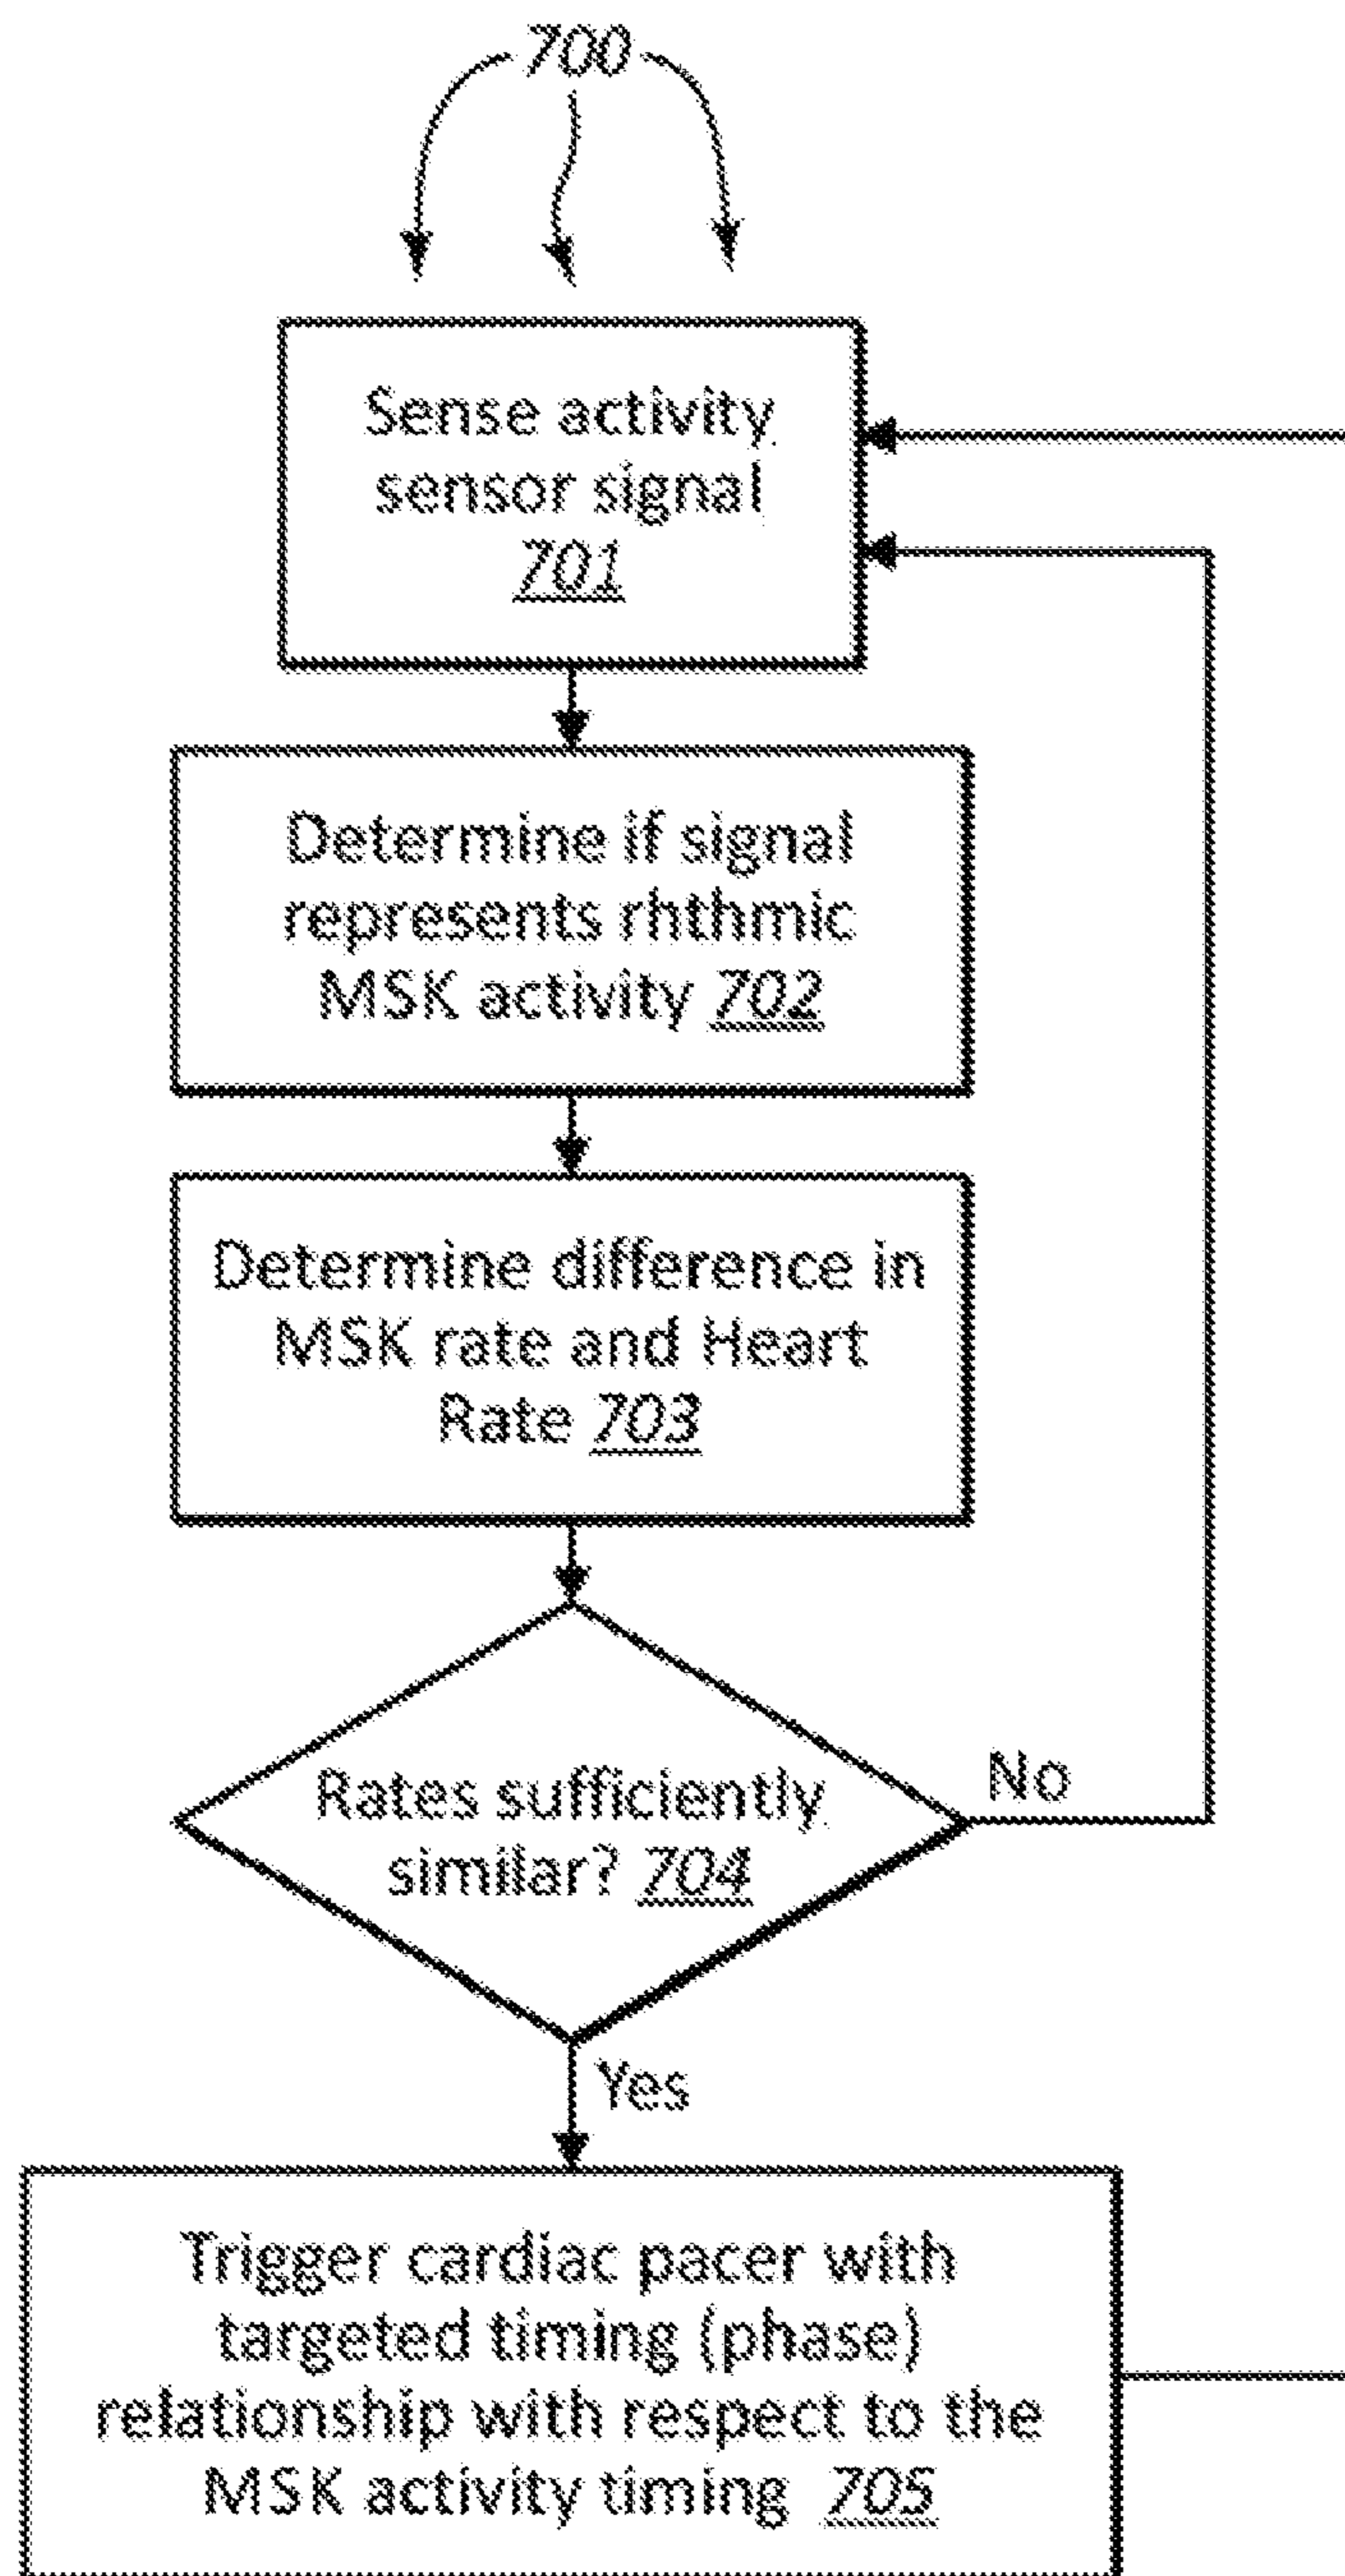 700
Sense activity
sensor signal
701
Determine if signal
represents rhthmic
MSK activity 702
Determine difference in
MSK rate and Heart
Rate 703
Rates sufficiently
similar? 704
No
Yes
Trigger cardiac pacer with
targeted timing (phase)
relationship with respect to the
MSK activity timing 705